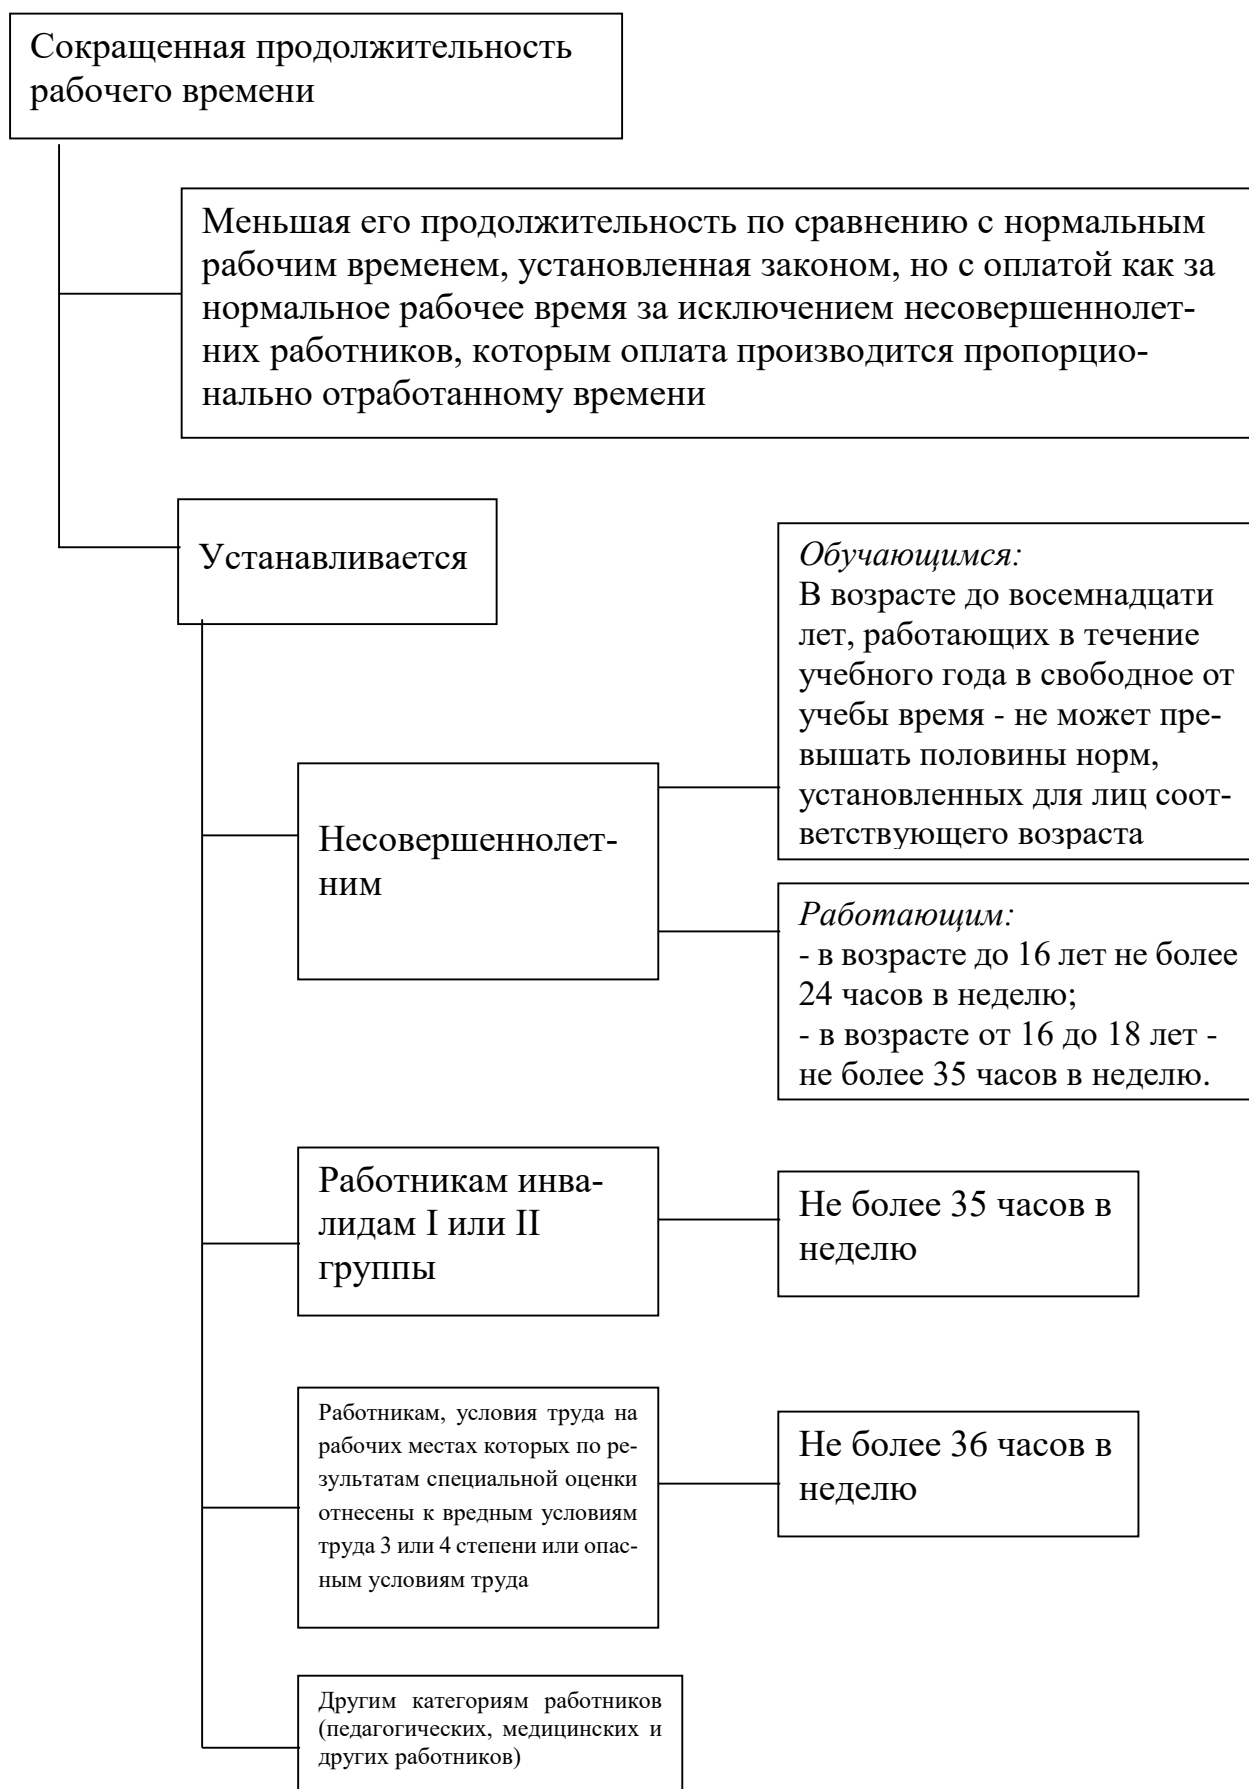 Сокращенная продолжительность
рабочего времени
Меньшая его продолжительность по сравнению с нормальным
рабочим временем, установленная законом, но с оплатой как за
нормальное рабочее время за исключением несовершеннолет-
них работников, которым оплата производится пропорцио-
нально отработанному времени
Устанавливается
Обучающимся:
В возрасте до восемнадцати
лет, работающих в течение
учебного года в свободное от
учебы время - не может пре-
вышать половины норм,
установленных для лиц соот-
ветствующего возраста
Несовершеннолет-
ним
Работающим:
- в возрасте до 16 лет не более
24 часов в неделю;
- в возрасте от 16 до 18 лет -
не более 35 часов в неделю.
Работникам инва-
лидам I или II
группы
Не более 35 часов в
неделю
Работникам, условия труда на
рабочих местах которых по ре-
зультатам специальной оценки
отнесены к вредным условиям
труда 3 или 4 степени или опас-
ным условиям труда
Не более 36 часов в
неделю
Другим категориям работников
(педагогических, медицинских и
других работников)